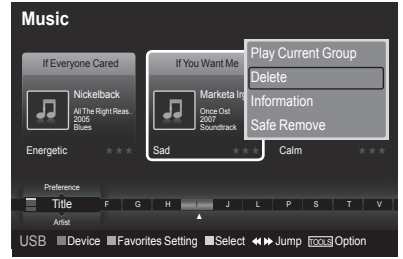 Music
If Everyone Cared
Nickelback
All The Right Reas..
2005
Blues
Energetic
If You Want Me
Marketa Irg
Once Ost
2007
Soundtrack
Sad
Calm
Play Current Group
Delete
Information
Safe Remove
Preference
Title F G H I J L P S T V
Artist
USB Device Favorites Setting Select Jump TOOLS Option